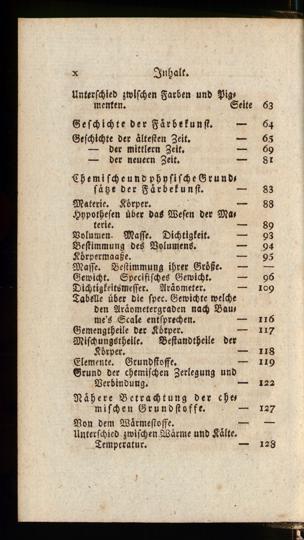 x Inhalt.
Unterschied zwischen Farben und Pig-
menten. Seite 63
Geschichte der Färbekunst. — 64
Geschichte der ältesten Zeit. — 65
— der mittlern Zeit. — 69
— der neuern Zeit. — 81
Chemische und physische Grund-
sätze der Färbekunst. — 83
Materie. Körper. — 88
Hypothesen über das Wesen der Ma-
terie. — 89
Volumen. Masse. Dichtigkeit. — 93
Bestimmung des Volumens. — 94
Körpermaaße. — 95
Masse. Bestimmung ihrer Größe. — —
Gewicht. Specifisches Gewicht. — 96
Dichtigkeitsmesser. Aräometer. — 109
Tabelle über die spec. Gewichte welche
den Aräometergraden nach Bau-
me's Scale entsprechen. — 116
Gemengtheile der Körper. — 117
Mischungstheile. Bestandtheile der
Körper. — 118
Elemente. Grundstoffe. — 119
Grund der chemischen Zerlegung und
Verbindung. — 122
Nähere Betrachtung der che-
mischen Grundstoffe. — 127
Von dem Wärmestoffe. — —
Unterschied zwischen Wärme und Kälte.
Temperatur. — 128